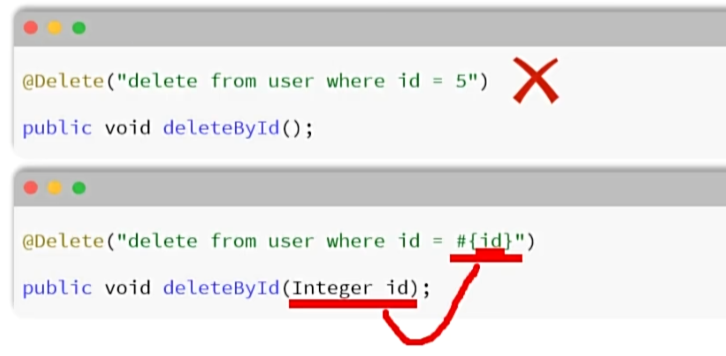 @Delete("delete from user where id = 5")
public void deleteById();
@Delete("delete from user where id = #{id}")
public void deleteById(Integer id);